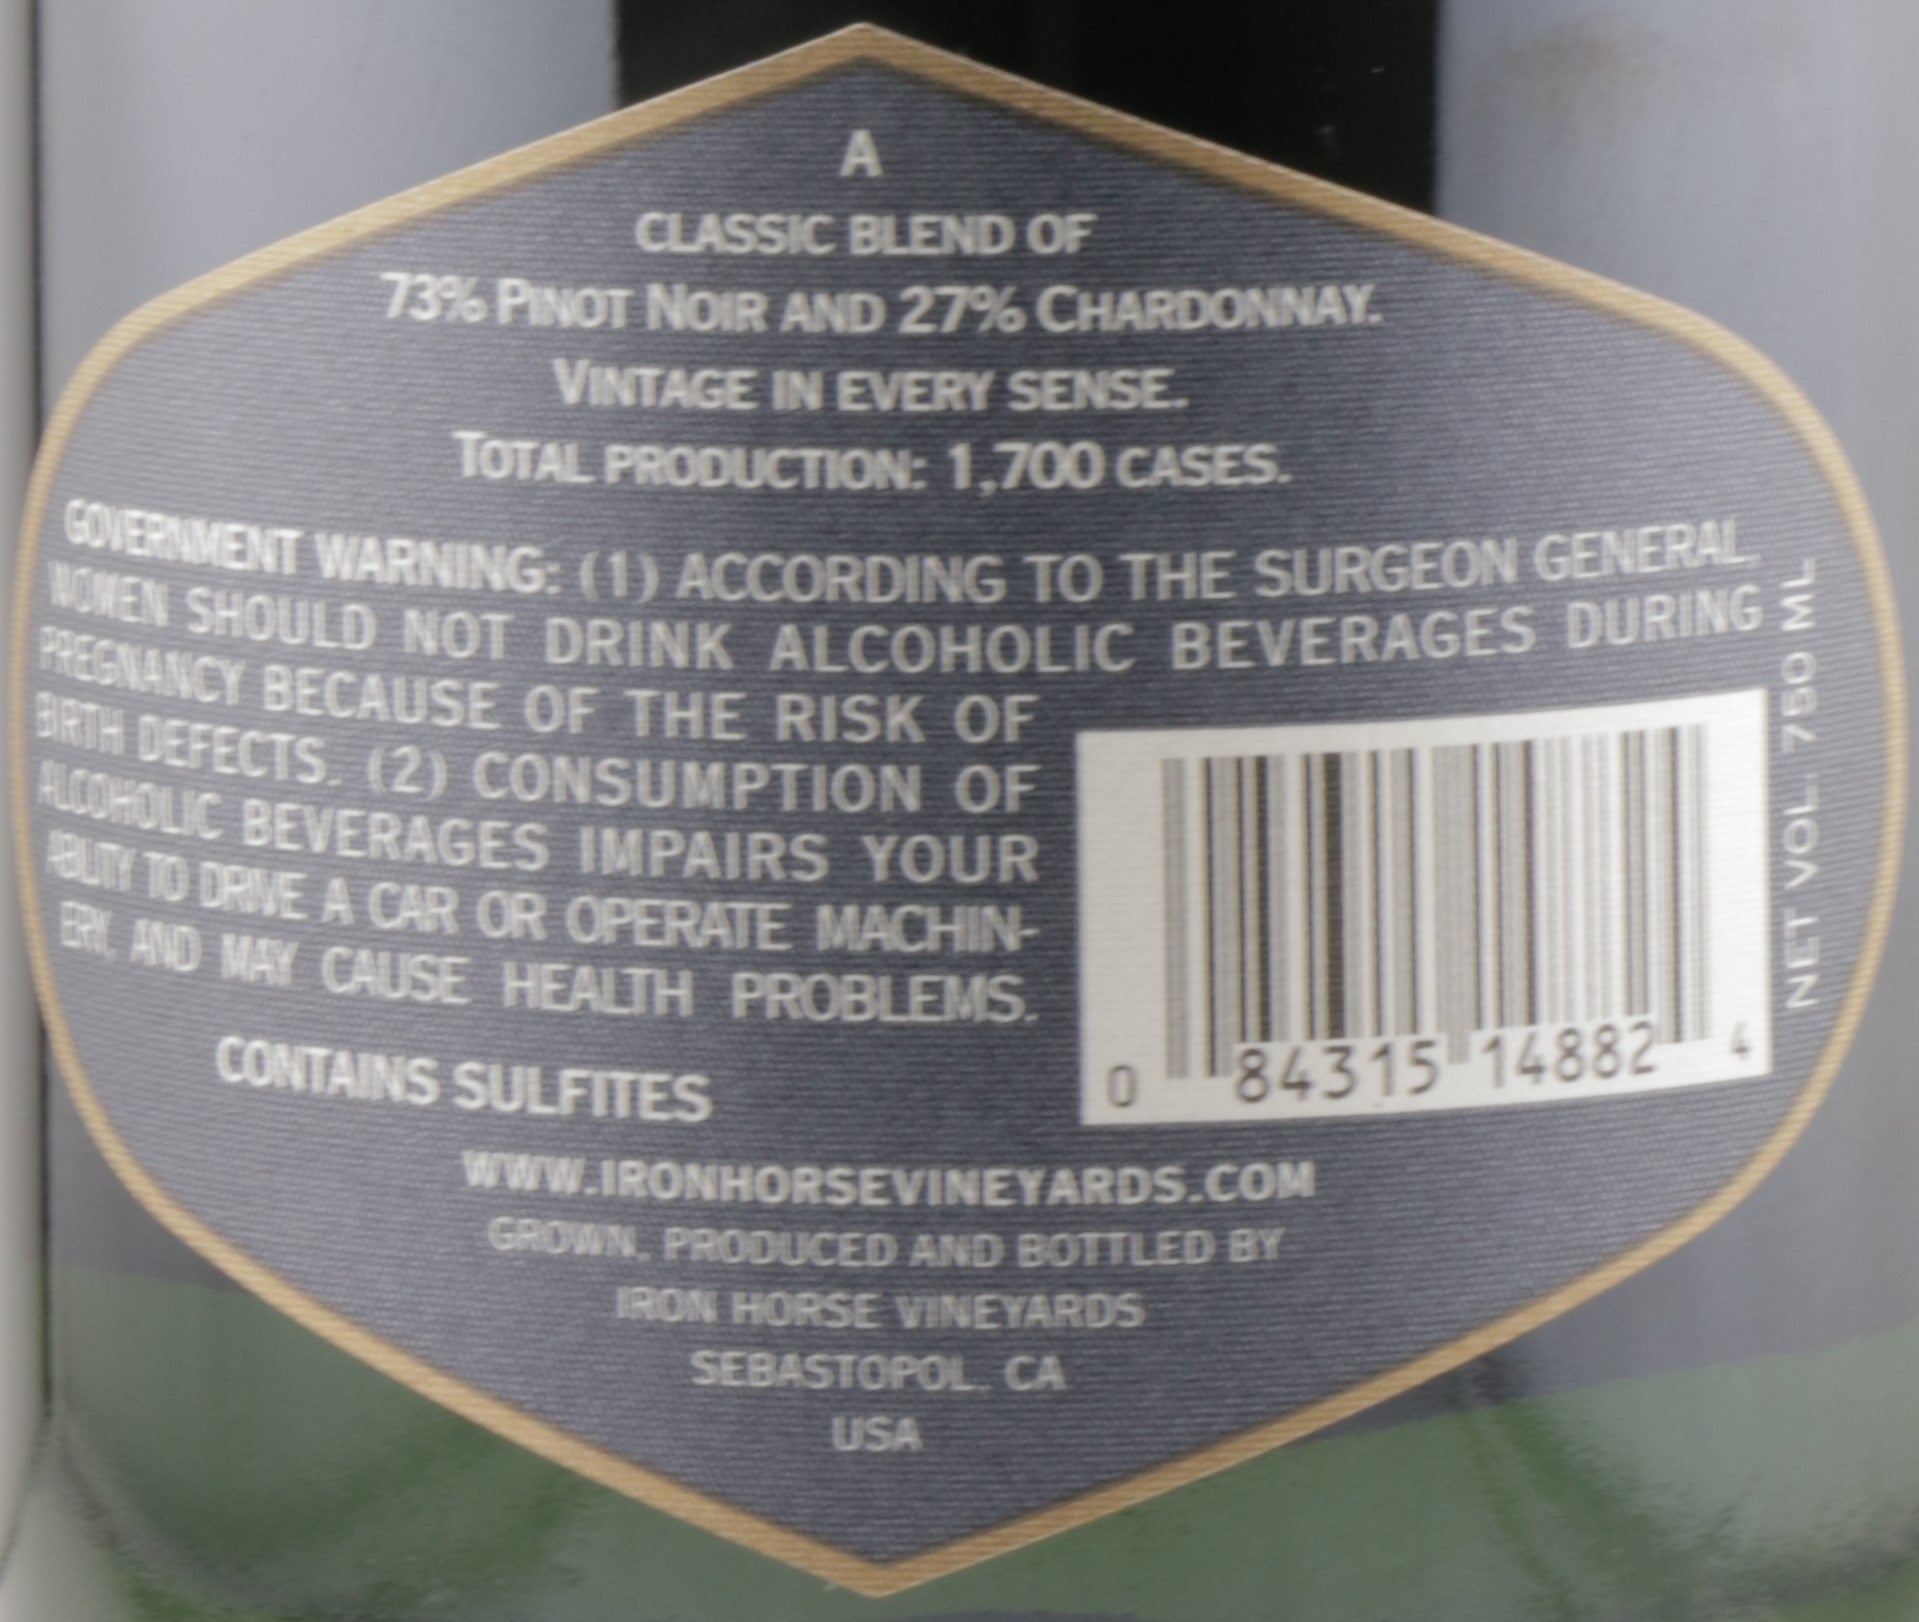 A
CLASSIC BLEND OF
73% PINOT NOIR AND 27% CHARDONNAY.
VINTAGE IN EVERY SENSE.
TOTAL PRODUCTION: 1,700 CASES.
GOVERNMENT WARNING: (1) ACCORDING TO THE SURGEON GENERAL,
WOMEN SHOULD NOT DRINK ALCOHOLIC BEVERAGES DURING
PREGNANCY BECAUSE OF THE RISK OF
BIRTH DEFECTS. (2) CONSUMPTION OF
ALCOHOLIC BEVERAGES IMPAIRS YOUR
ABILITY TO DRIVE A CAR OR OPERATE MACHIN-
ERY, AND MAY CAUSE HEALTH PROBLEMS.
NET VOL. 750 ML
0 84315 14882 4
CONTAINS SULFITES
WWW.IRONHORSEVINEYARDS.COM
GROWN, PRODUCED AND BOTTLED BY
IRON HORSE VINEYARDS
SEBASTOPOL, CA
USA